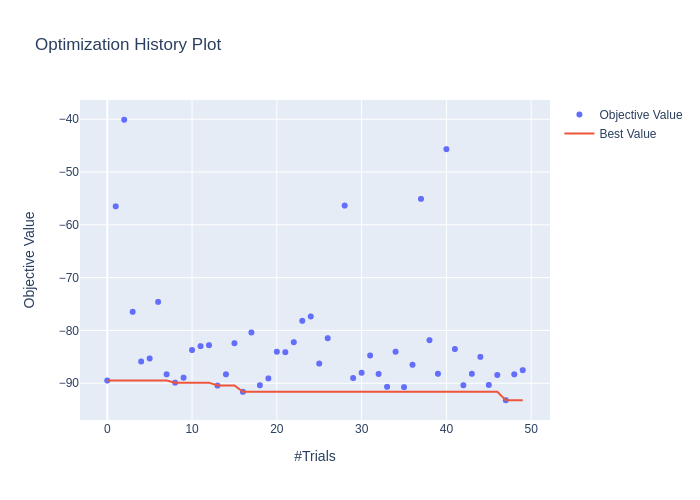 Optimization History Plot
Objective Value
Best Value
−40
−50
−60
−70
−80
−90
Objective Value
0
10
20
30
40
50
#Trials